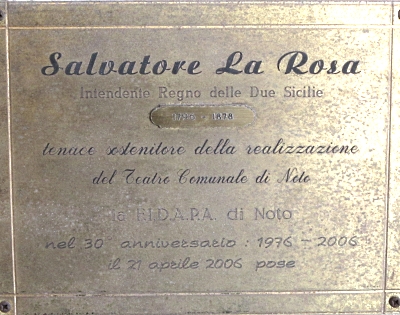 Salvatore La Rosa
Intendente Regno delle Due Sicilie
- 1878
tenace sostenitore della realizzazione
del Teatro Comunale di Noto
la F.I.D.A.P.A. di Noto
nel 30° anniversario : 1976 - 2006
il 21 aprile 2006 pose